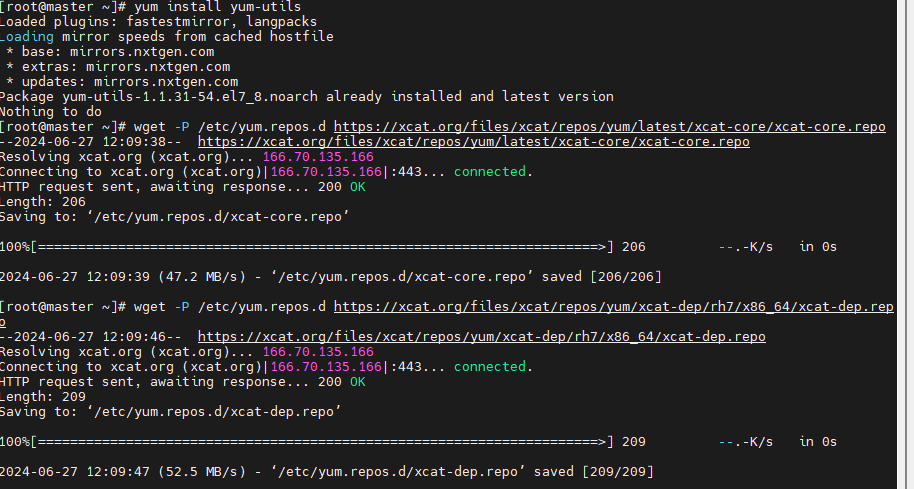 [root@master ~]# yum install yum-utils
Loaded plugins: fastestmirror, langpacks
Loading mirror speeds from cached hostfile
 * base: mirrors.nxtgen.com
 * extras: mirrors.nxtgen.com
 * updates: mirrors.nxtgen.com
Package yum-utils-1.1.31-54.el7_8.noarch already installed and latest version
Nothing to do
[root@master ~]# wget -P /etc/yum.repos.d https://xcat.org/files/xcat/repos/yum/latest/xcat-core/xcat-core.repo
--2024-06-27 12:09:38--  https://xcat.org/files/xcat/repos/yum/latest/xcat-core/xcat-core.repo
Resolving xcat.org (xcat.org)... 166.70.135.166
Connecting to xcat.org (xcat.org)|166.70.135.166|:443... connected.
HTTP request sent, awaiting response... 200 OK
Length: 206
Saving to: ‘/etc/yum.repos.d/xcat-core.repo’
100%[======================================================================>] 206         --.-K/s   in 0s
2024-06-27 12:09:39 (47.2 MB/s) - ‘/etc/yum.repos.d/xcat-core.repo’ saved [206/206]
[root@master ~]# wget -P /etc/yum.repos.d https://xcat.org/files/xcat/repos/yum/xcat-dep/rh7/x86_64/xcat-dep.rep
o
--2024-06-27 12:09:46--  https://xcat.org/files/xcat/repos/yum/xcat-dep/rh7/x86_64/xcat-dep.repo
Resolving xcat.org (xcat.org)... 166.70.135.166
Connecting to xcat.org (xcat.org)|166.70.135.166|:443... connected.
HTTP request sent, awaiting response... 200 OK
Length: 209
Saving to: ‘/etc/yum.repos.d/xcat-dep.repo’
100%[======================================================================>] 209         --.-K/s   in 0s
2024-06-27 12:09:47 (52.5 MB/s) - ‘/etc/yum.repos.d/xcat-dep.repo’ saved [209/209]